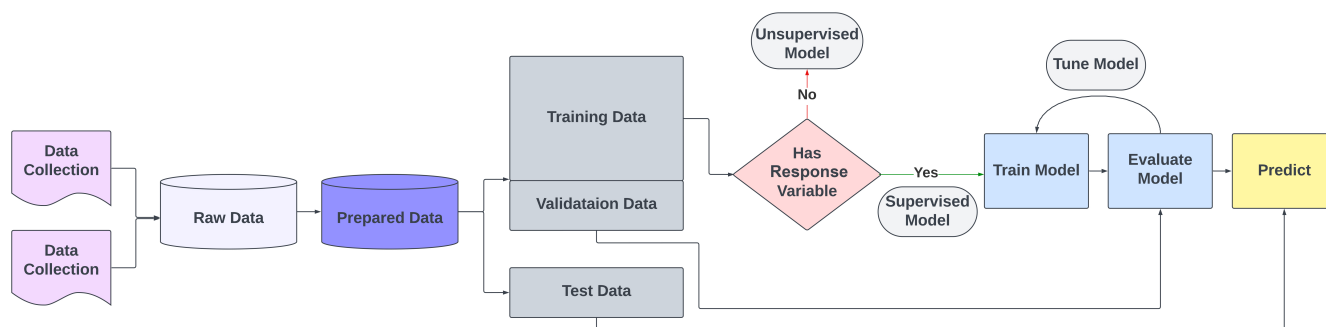 Data
Collection
Data
Collection
Raw Data
Prepared Data
Training Data
Validataion Data
Test Data
Unsupervised
Model
No
Has
Response
Variable
Yes
Supervised
Model
Tune Model
Train Model
Evaluate
Model
Predict